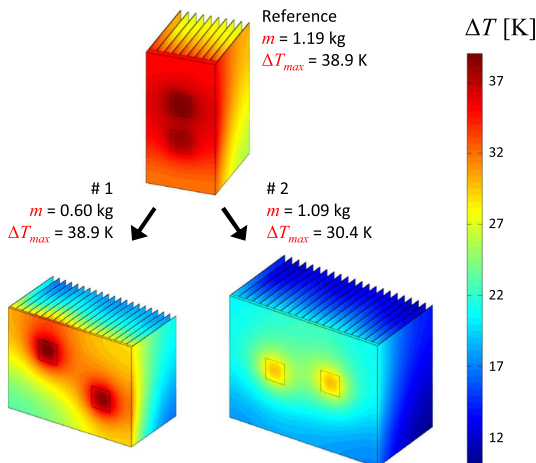 Reference
m = 1.19 kg
ΔTmax = 38.9 K
ΔT [K]
# 1
m = 0.60 kg
ΔTmax = 38.9 K
# 2
m = 1.09 kg
ΔTmax = 30.4 K
37
32
27
22
17
12